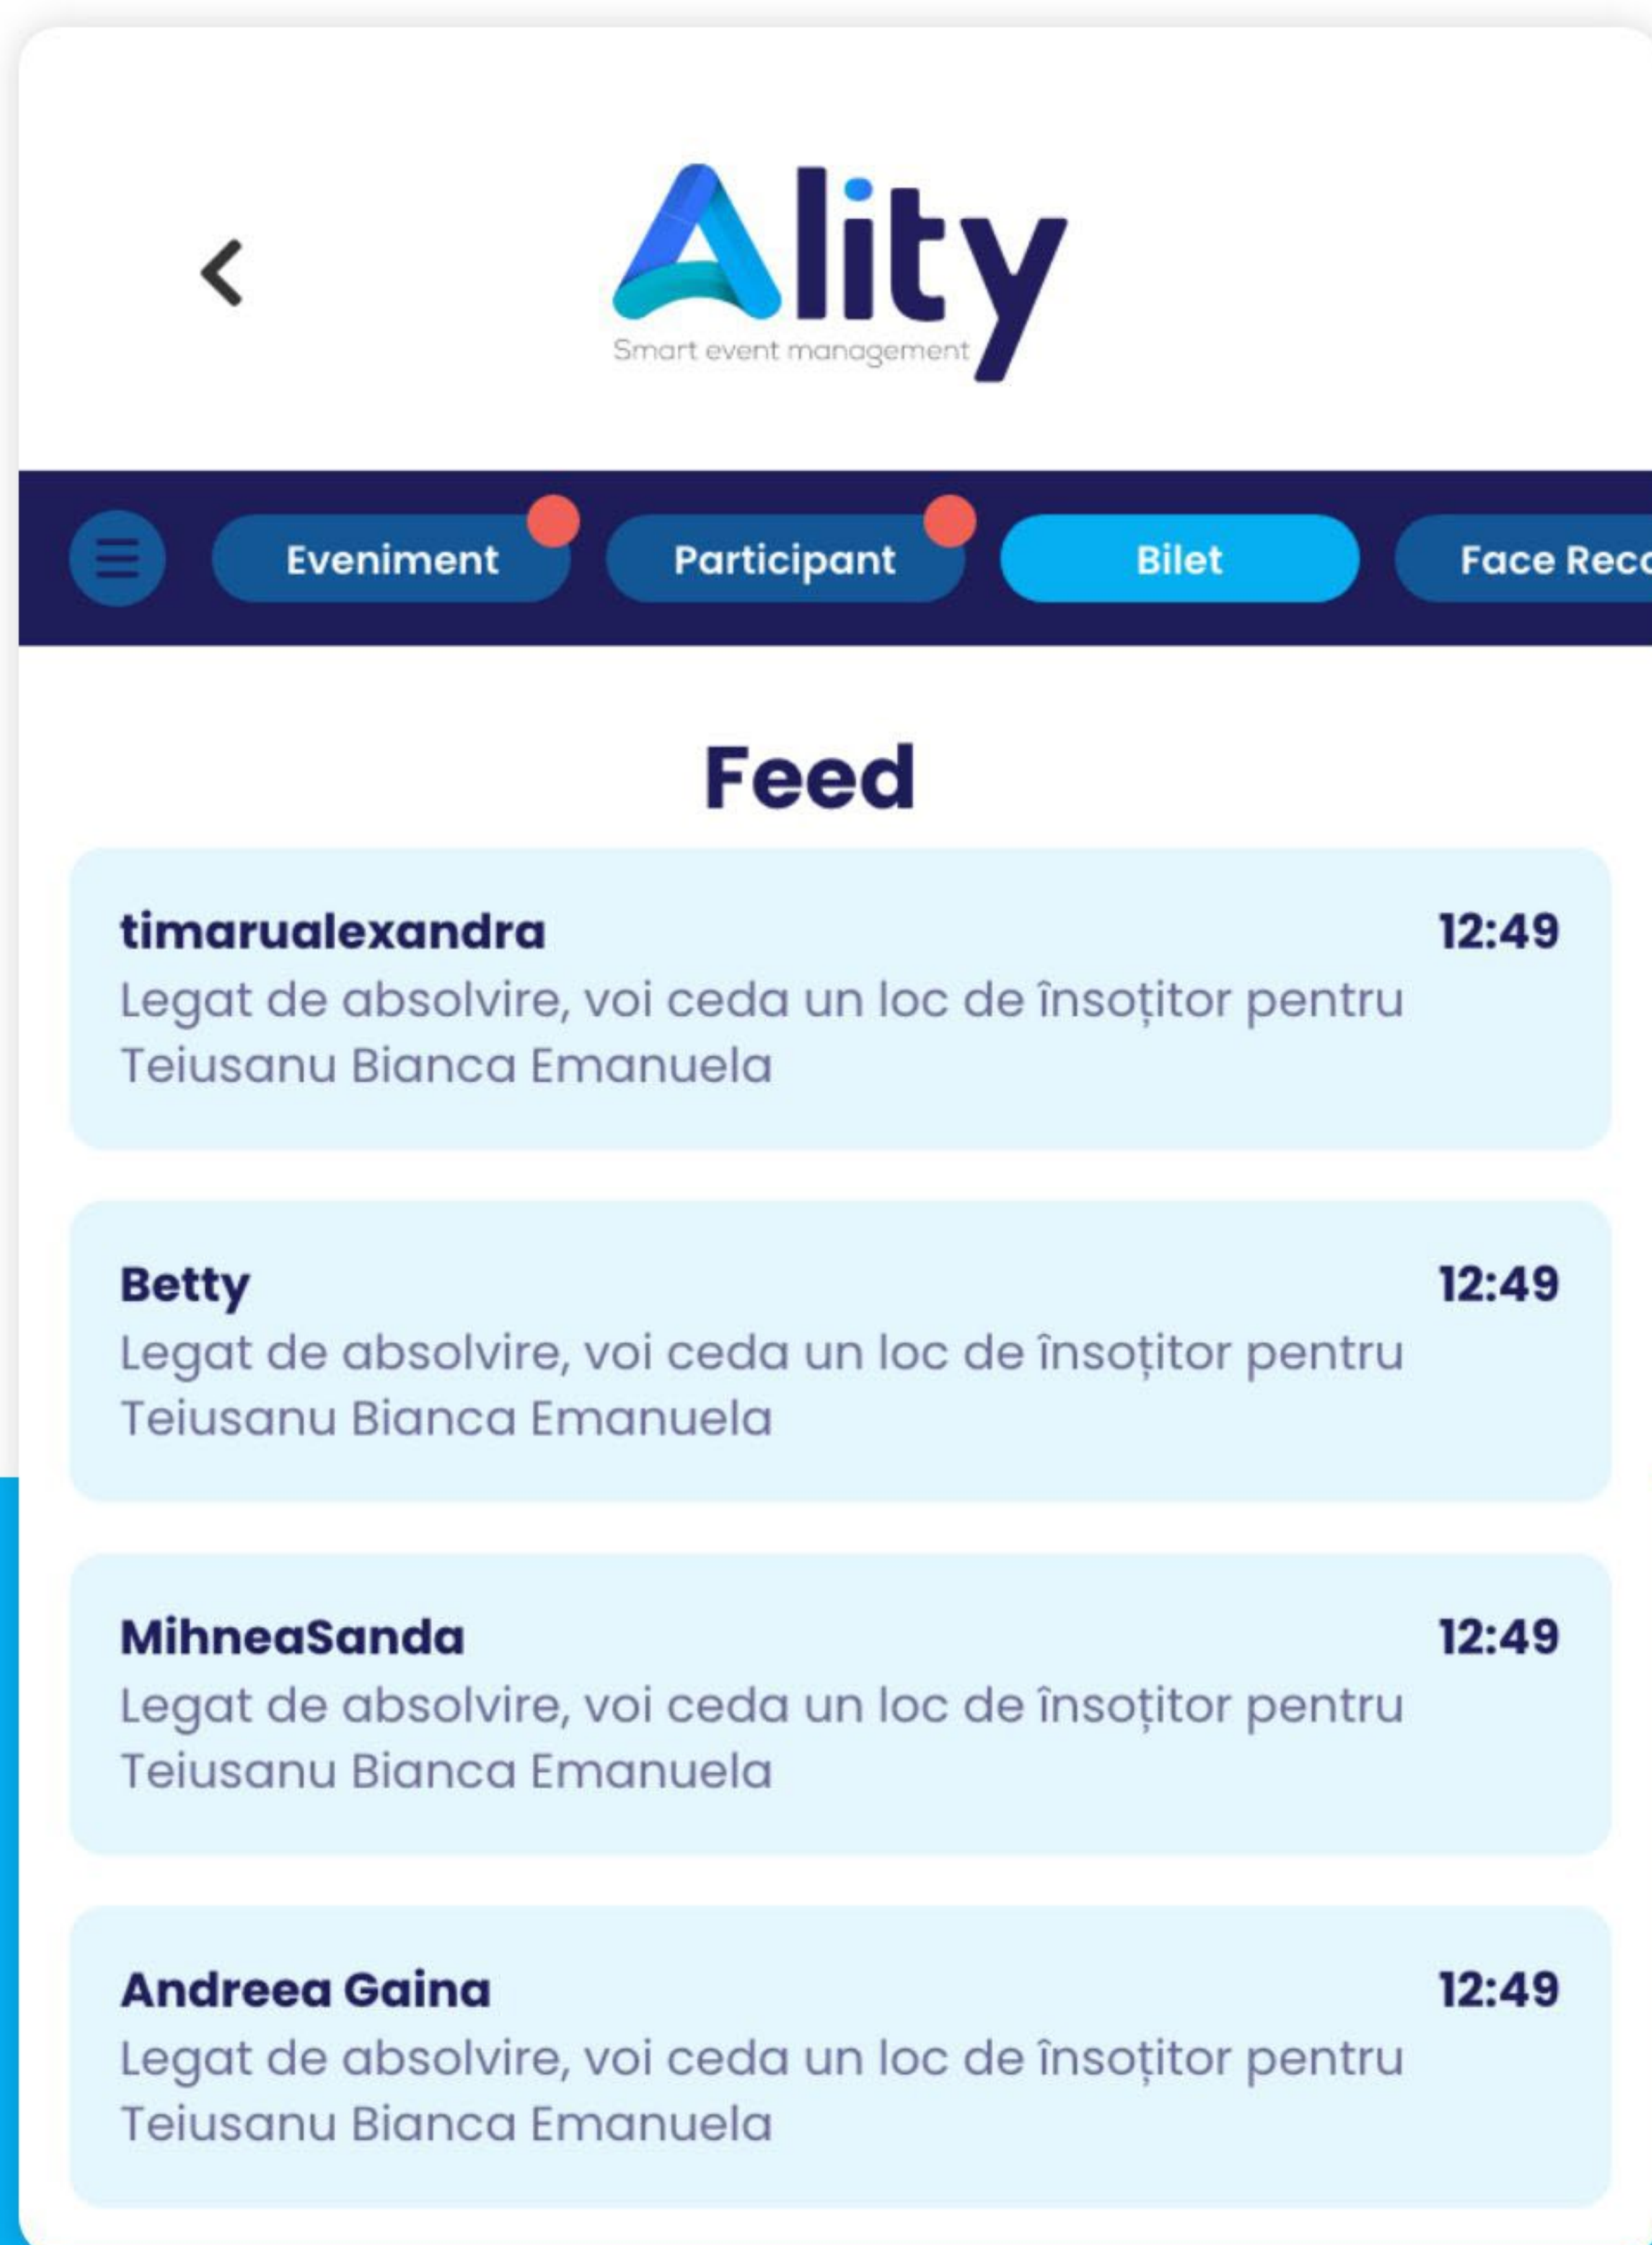 Ality
Smart event management
Eveniment
Participant
Bilet
Face Reco
Feed
timarualexandra
12:49
Legat de absolvire, voi ceda un loc de însoțitor pentru
Teiusanu Bianca Emanuela
Betty
12:49
Legat de absolvire, voi ceda un loc de însoțitor pentru
Teiusanu Bianca Emanuela
MihneaSanda
12:49
Legat de absolvire, voi ceda un loc de însoțitor pentru
Teiusanu Bianca Emanuela
Andreea Gaina
12:49
Legat de absolvire, voi ceda un loc de însoțitor pentru
Teiusanu Bianca Emanuela